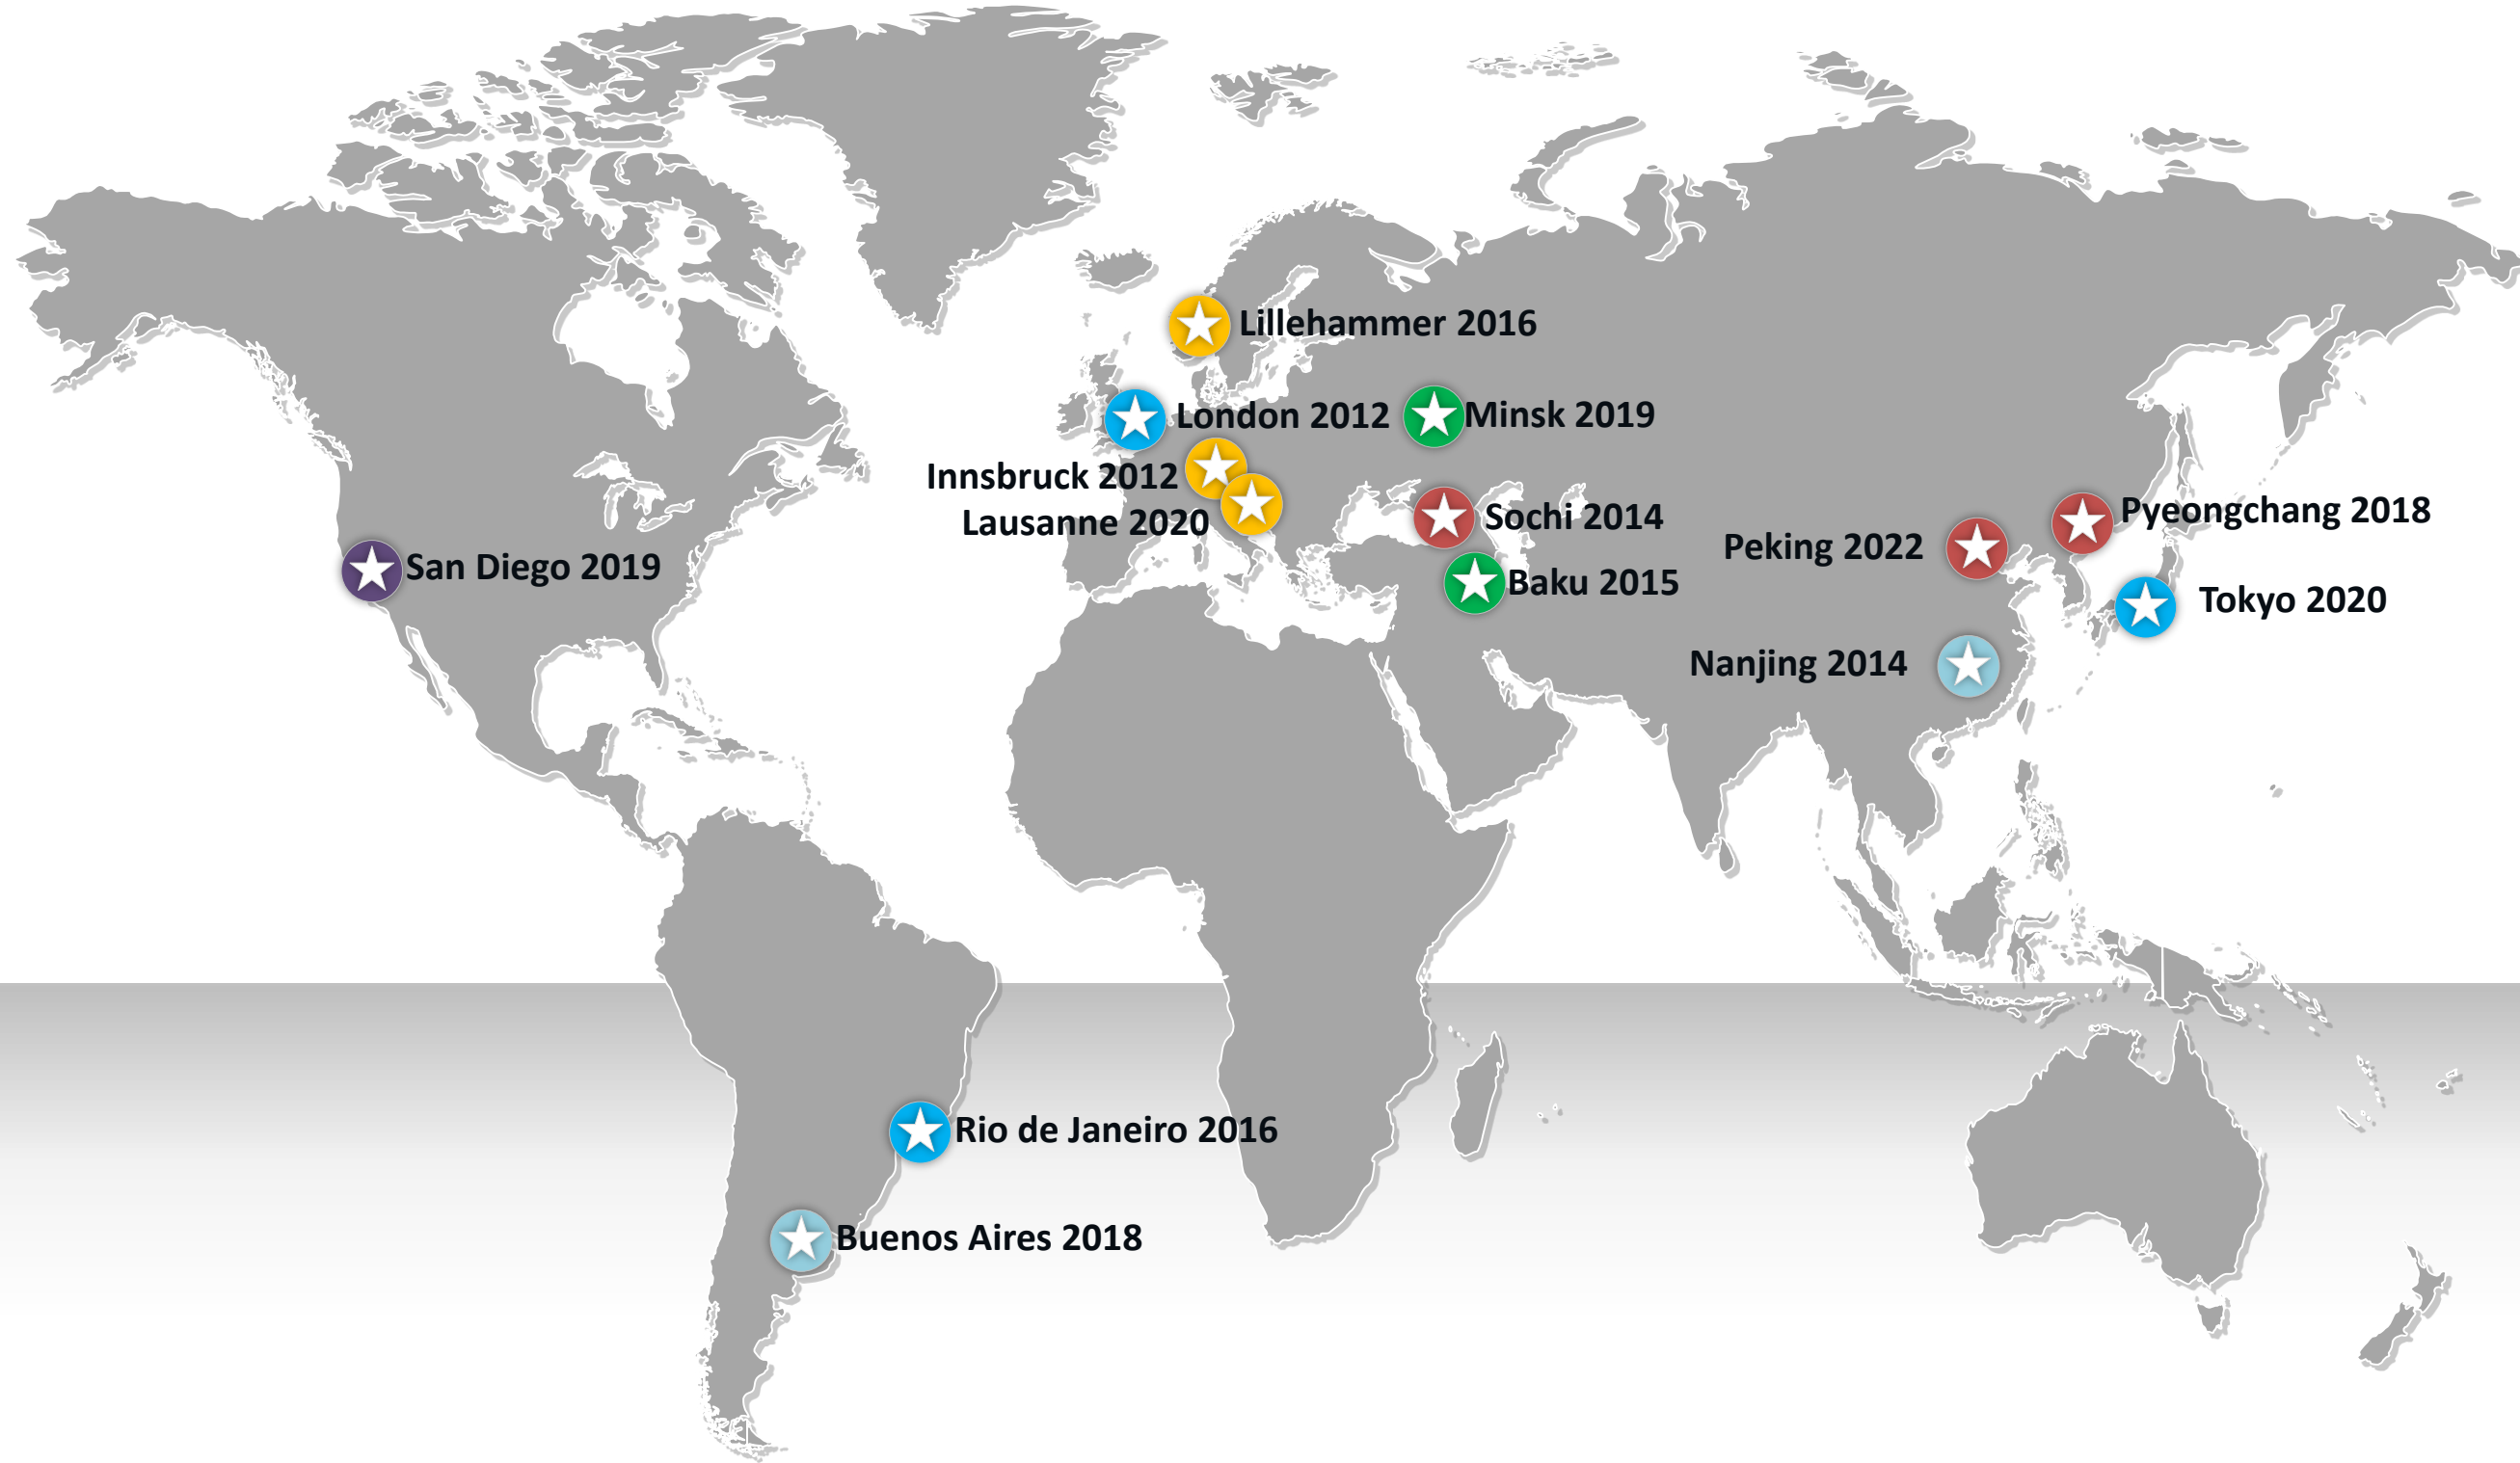 Lillehammer 2016
London 2012
Minsk 2019
Innsbruck 2012
Lausanne 2020
Sochi 2014
Pyeongchang 2018
Peking 2022
San Diego 2019
Baku 2015
Tokyo 2020
Nanjing 2014
Rio de Janeiro 2016
Buenos Aires 2018